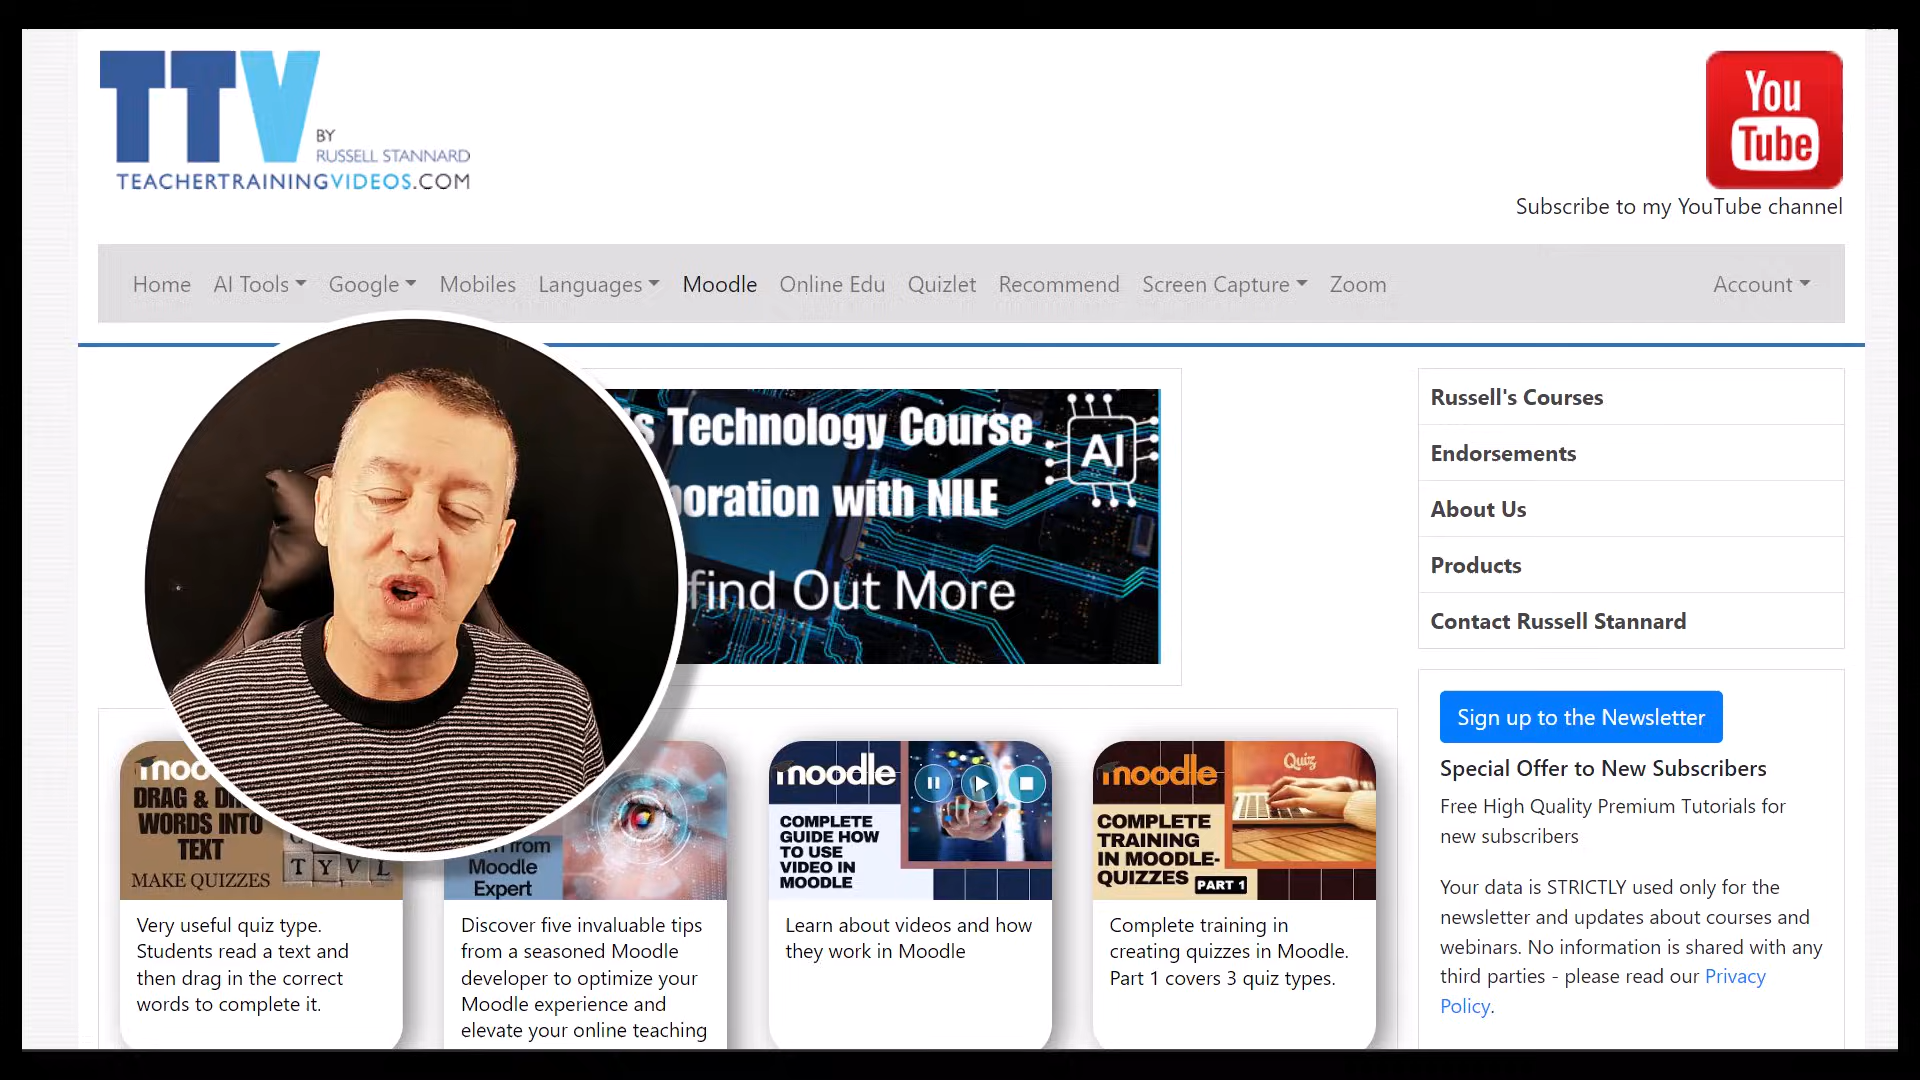 TTV
BY
RUSSELL STANNARD
TEACHERTRAININGVIDEOS.COM
You
Tube
Subscribe to my YouTube channel
Home AI Tools Google Mobiles Languages Moodle Online Edu Quizlet Recommend Screen Capture Zoom Account
s Technology Course
AI
oration with NILE
find Out More
Russell's Courses
Endorsements
About Us
Products
Contact Russell Stannard
Sign up to the Newsletter
Special Offer to New Subscribers
Free High Quality Premium Tutorials for
new subscribers
Your data is STRICTLY used only for the
newsletter and updates about courses and
webinars. No information is shared with any
third parties - please read our Privacy
Policy.
moo
DRAG & D
WORDS INTO
TEXT
MAKE QUIZZES
T Y V L
Very useful quiz type.
Students read a text and
then drag in the correct
words to complete it.
from
Moodle
Expert
Discover five invaluable tips
from a seasoned Moodle
developer to optimize your
Moodle experience and
elevate your online teaching
moodle
COMPLETE
GUIDE HOW
TO USE
VIDEO IN
MOODLE
Learn about videos and how
they work in Moodle
moodle
Quiz
COMPLETE
TRAINING
IN MOODLE-
QUIZZES PART 1
Complete training in
creating quizzes in Moodle.
Part 1 covers 3 quiz types.